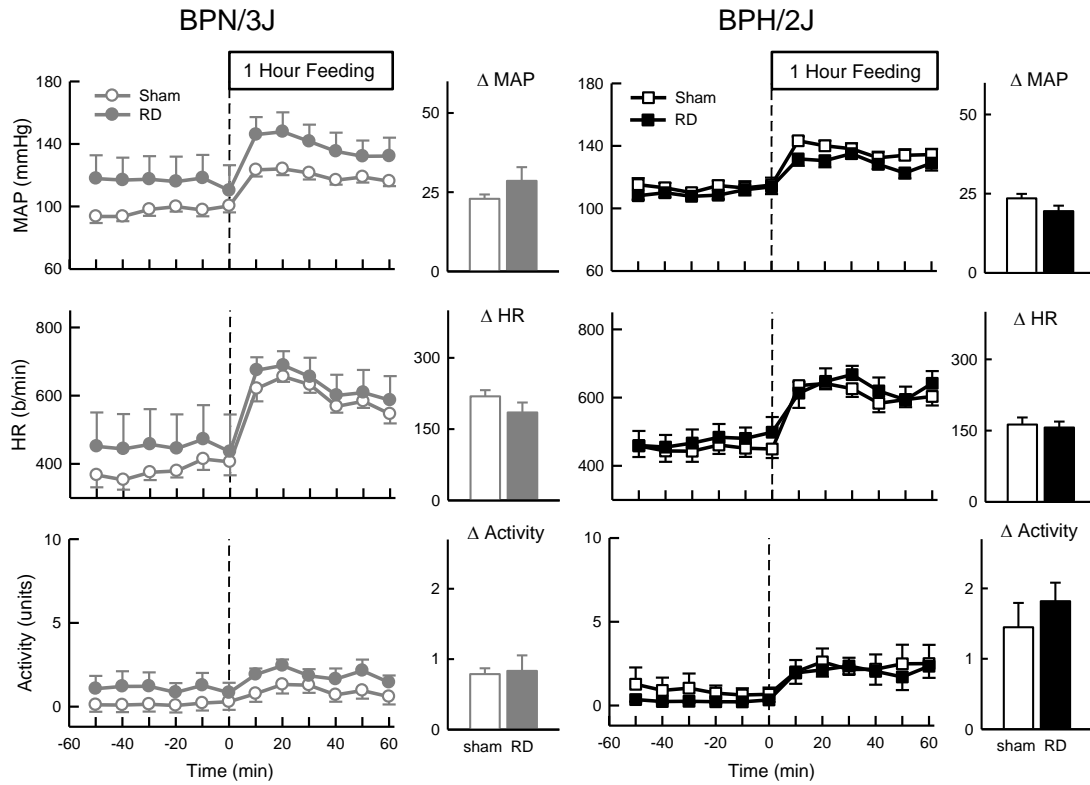 BPN/3J
BPH/2J
1 Hour Feeding
Δ MAP
1 Hour Feeding
Δ MAP
MAP (mmHg)
180
140
100
60
Sham
RD
50
25
0
180
140
100
60
Sham
RD
50
25
0
HR (b/min)
800
600
400
Δ HR
300
150
0
800
600
400
Δ HR
300
150
0
Activity (units)
10
5
0
Δ Activity
2
1
0
10
5
0
Δ Activity
2
1
0
-60 -40 -20 0 20 40 60
sham RD
-60 -40 -20 0 20 40 60
sham RD
Time (min)
Time (min)